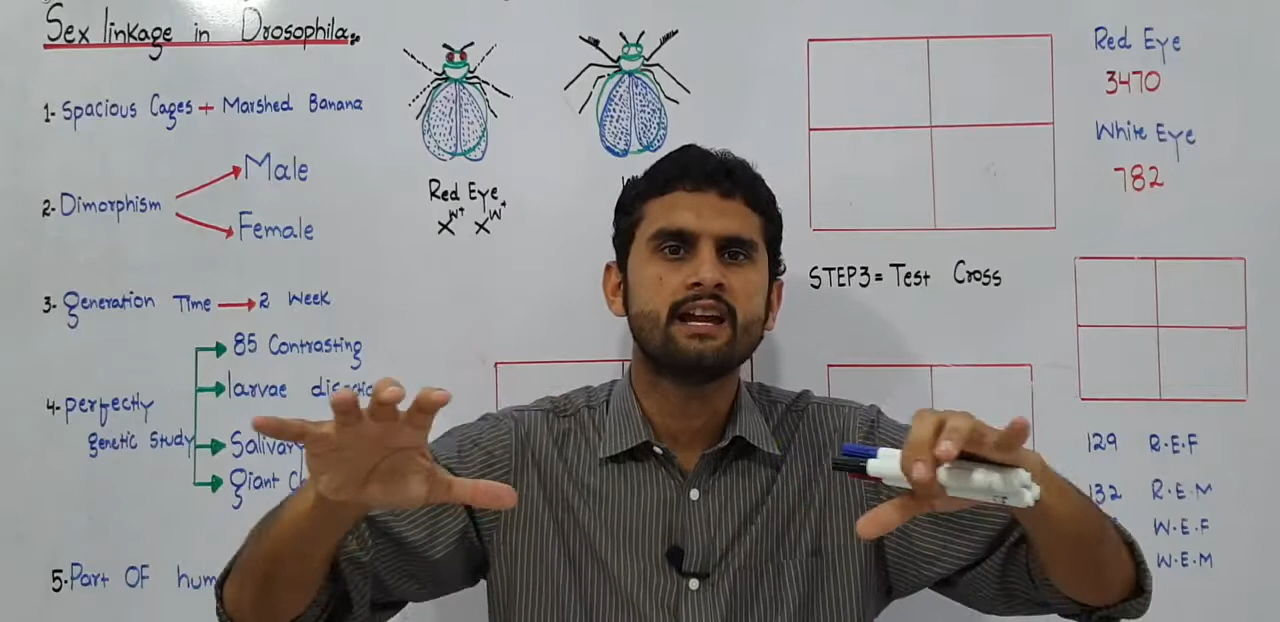 Sex linkage in Drosophila.
1- Spacious Cages + Marshed Banana
2- Dimorphism
Male
Female
3- generation Time → 2 Week
4- perfectly
genetic study
85 Contrasting
larvae
Salivary
giant
5. Part OF
Red Eye
X^W+ X^W+
Red Eye
3470
White Eye
782
STEP3 = Test Cross
129 R.E.F
132 R.E.M
W.E.F
W.E.M